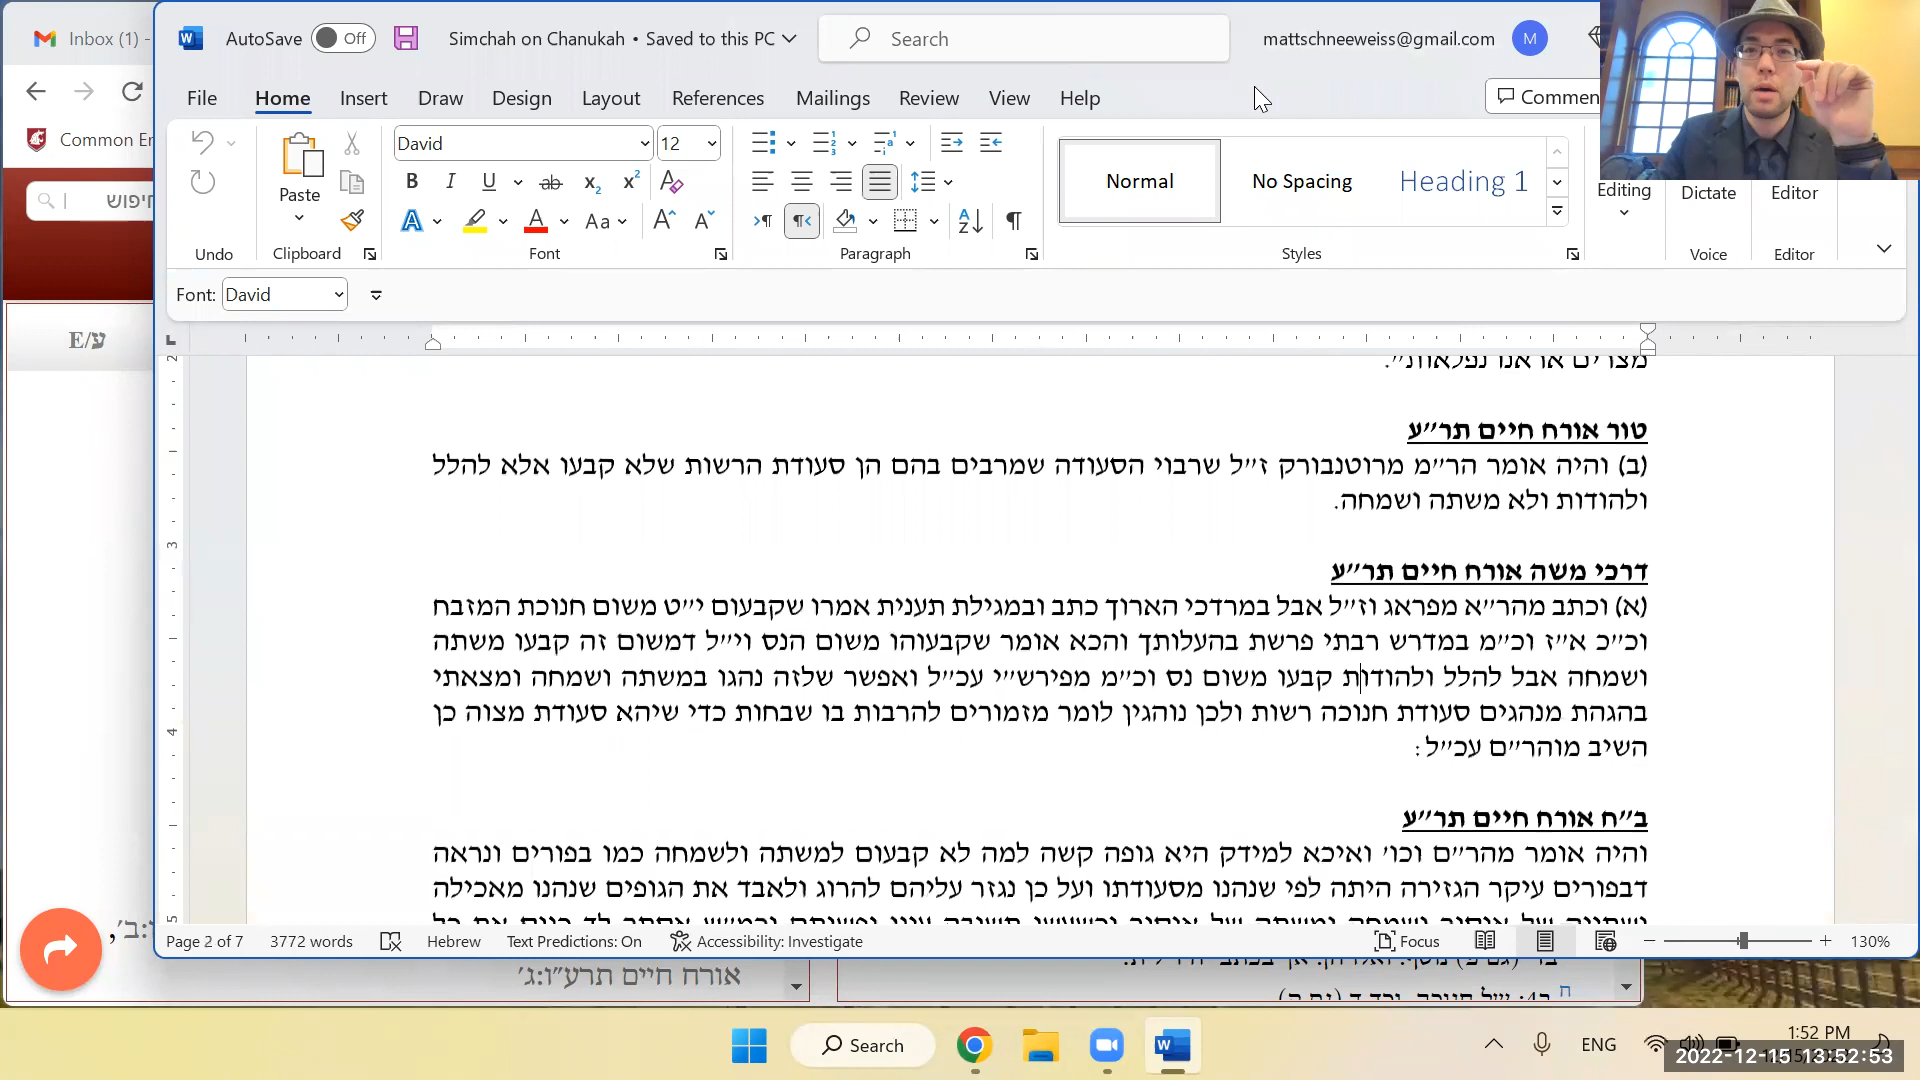 Inbox (1) -
AutoSave Off Simchah on Chanukah • Saved to this PC
Search
mattschneeweiss@gmail.com M
File Home Insert Draw Design Layout References Mailings Review View Help
Commen
Common En
David 12
Paste
Normal No Spacing Heading 1
Editing Dictate Editor
חיפוש
Undo Clipboard Font Paragraph Styles Voice Editor
Font: David
ע/E
מצרים או אנו נפלאות״.
טור אורח חיים תר״ע
(ב) והיה אומר הר״מ מרוטנבורק ז״ל שרבוי הסעודה שמרבים בהם הן סעודת הרשות שלא קבעו אלא להלל
ולהודות ולא משתה ושמחה.
דרכי משה אורח חיים תר״ע
(א) וכתב מהר״א מפראג וז״ל אבל במרדכי הארוך כתב ובמגילת תענית אמרו שקבעום י״ט משום חנוכת המזבח
וכ״כ א״ז וכ״מ במדרש רבתי פרשת בהעלותך והכא אומר שקבעוהו משום הנס וי״ל דמשום זה קבעו משתה
ושמחה אבל להלל ולהודות קבעו משום נס וכ״מ מפירש״י עכ״ל ואפשר שלזה נהגו במשתה ושמחה ומצאתי
בהגהת מנהגים סעודת חנוכה רשות ולכן נוהגין לומר מזמורים להרבות בו שבחות כדי שיהא סעודת מצוה כן
השיב מוהר״ם עכ״ל:
ב״ח אורח חיים תר״ע
והיה אומר מהר״ם וכו׳ ואיכא למידק היא גופה קשה למה לא קבעום למשתה ולשמחה כמו בפורים ונראה
דבפורים עיקר הגזירה היתה לפי שנהנו מסעודתו ועל כן נגזר עליהם להרוג ולאבד את הגופים שנהנו מאכילה
Page 2 of 7 3772 words Hebrew Text Predictions: On Accessibility: Investigate Focus 130%
אורח חיים תרע״ו:ג׳
Search
ENG
1:52 PM
2022-12-15 13:52:53